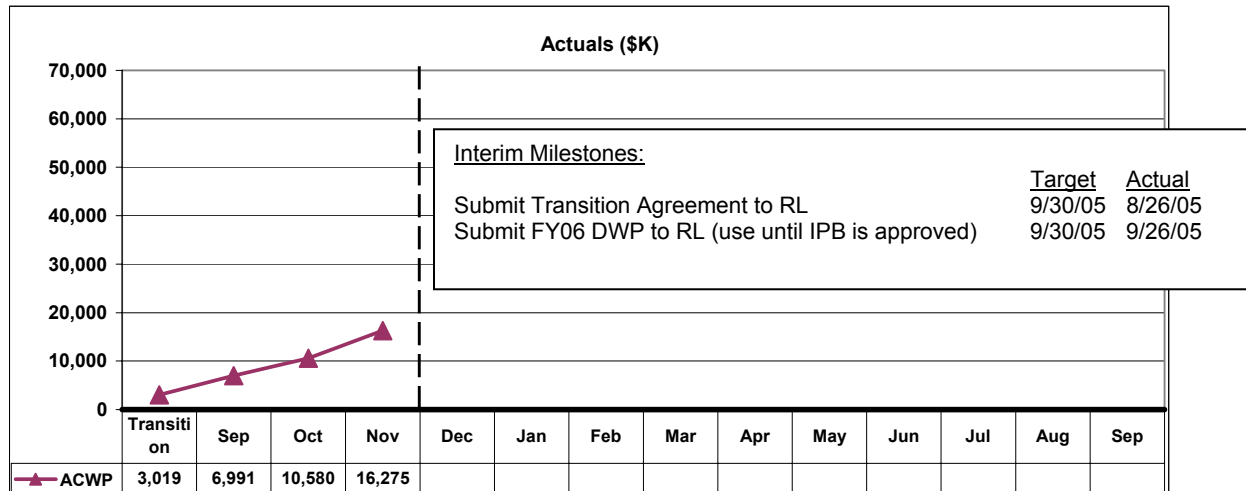 Actuals ($K)
70,000
60,000
50,000
40,000
30,000
20,000
10,000
0
Interim Milestones:
Target Actual
Submit Transition Agreement to RL 9/30/05 8/26/05
Submit FY06 DWP to RL (use until IPB is approved) 9/30/05 9/26/05
Transiti
on Sep Oct Nov Dec Jan Feb Mar Apr May Jun Jul Aug Sep
ACWP 3,019 6,991 10,580 16,275